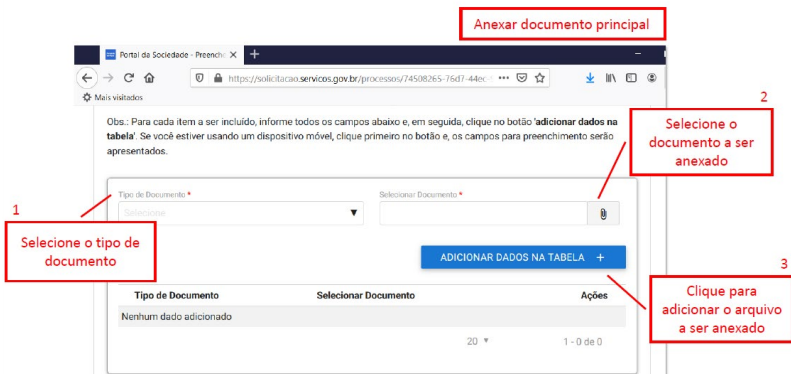 Anexar documento principal
Portal da Sociedade - Preenche
https://solicitacao.servicos.gov.br/processos/74508265-76d7-44ec-
Mais visitados
Obs.: Para cada item a ser incluído, informe todos os campos abaixo e, em seguida, clique no botão 'adicionar dados na
tabela'. Se você estiver usando um dispositivo móvel, clique primeiro no botão e, os campos para preenchimento serão
apresentados.
2
Selecione o
documento a ser
anexado
Tipo de Documento *
Selecionar Documento *
Selecione
1
Selecione o tipo de
documento
ADICIONAR DADOS NA TABELA +
3
Clique para
adicionar o arquivo
a ser anexado
Tipo de Documento Selecionar Documento Ações
Nenhum dado adicionado
20 1 - 0 de 0